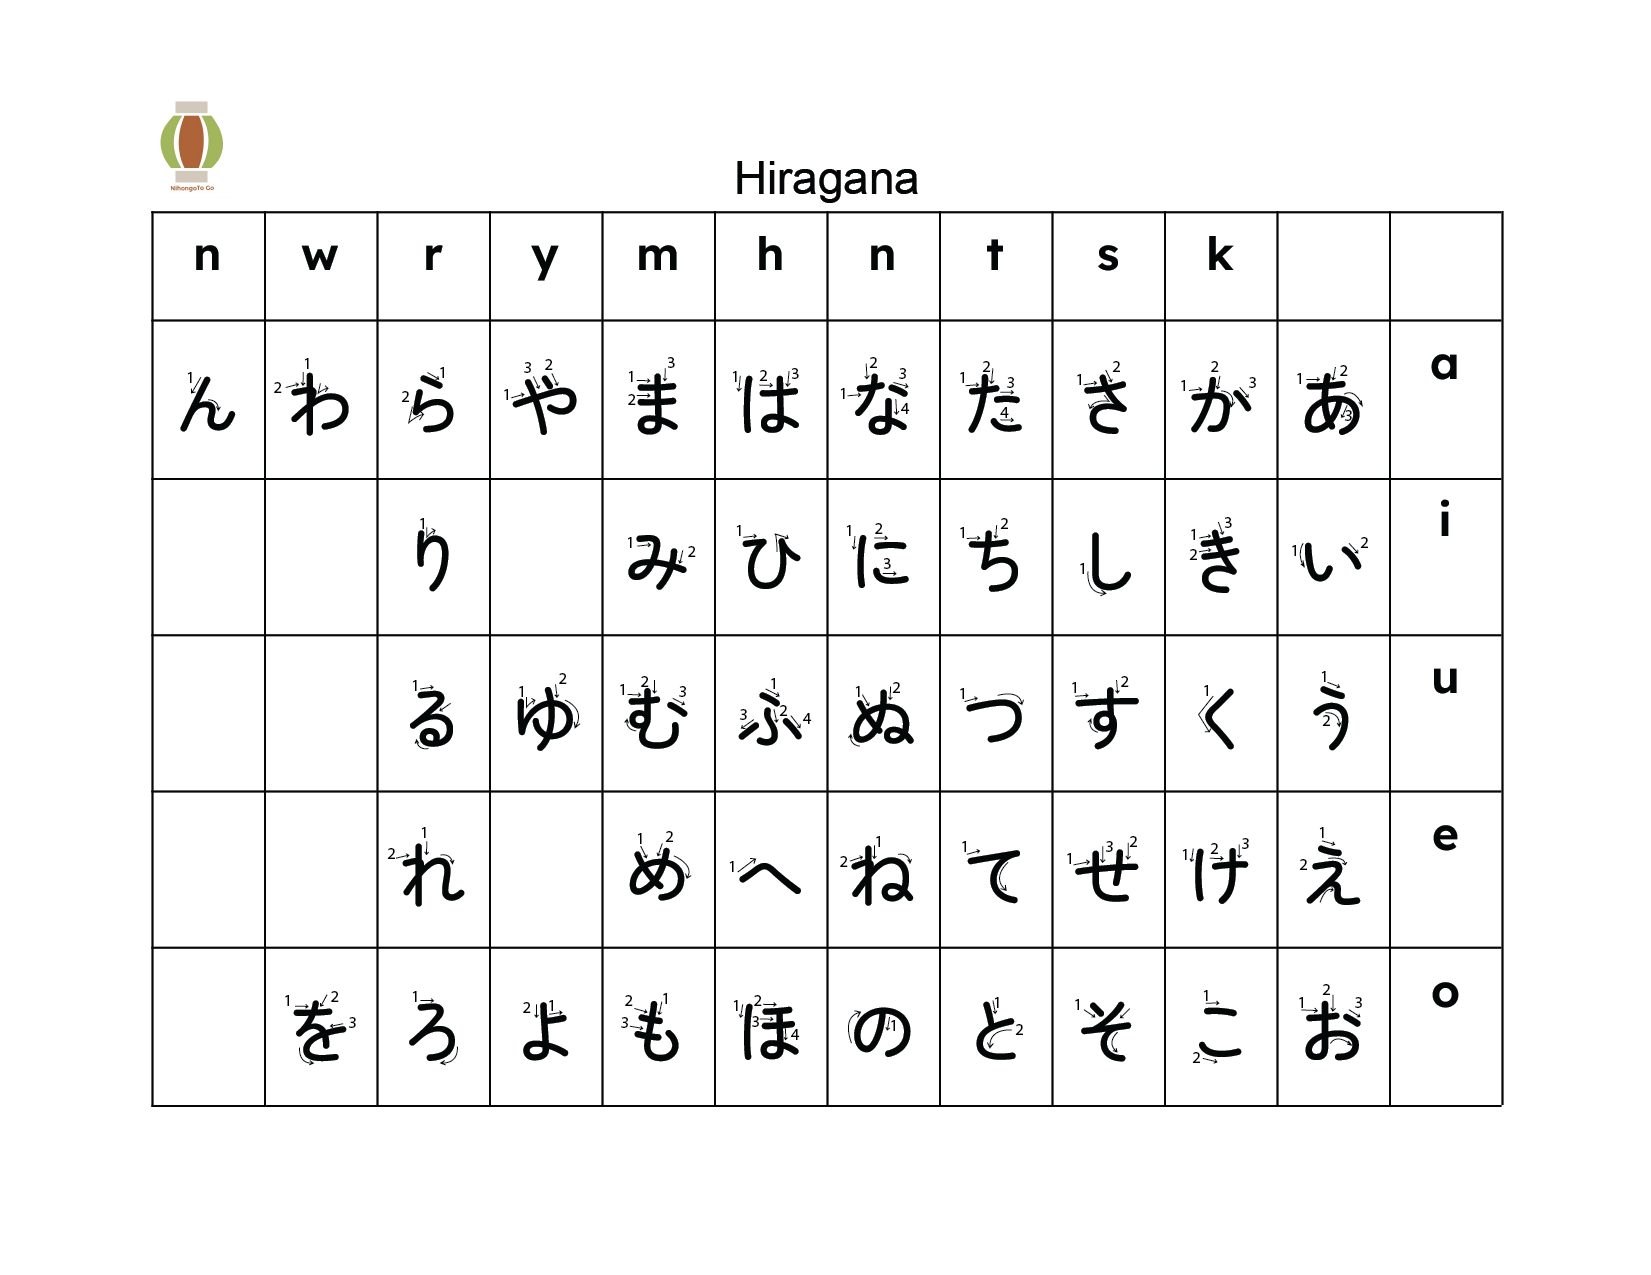 NihongoTo Go
Hiragana
n w r y m h n t s k
ん わ ら や ま は な た さ か あ a
り み ひ に ち し き い i
る ゆ む ふ ぬ つ す く う u
れ め へ ね て せ け え e
を ろ よ も ほ の と そ こ お o